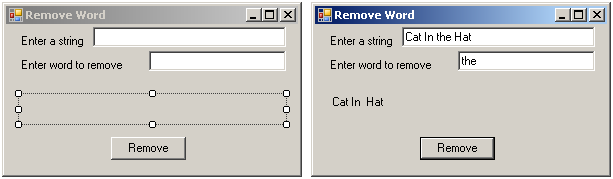 Remove Word
Enter a string
Enter word to remove
Remove
Remove Word
Enter a string Cat In the Hat
Enter word to remove the
Cat In  Hat
Remove